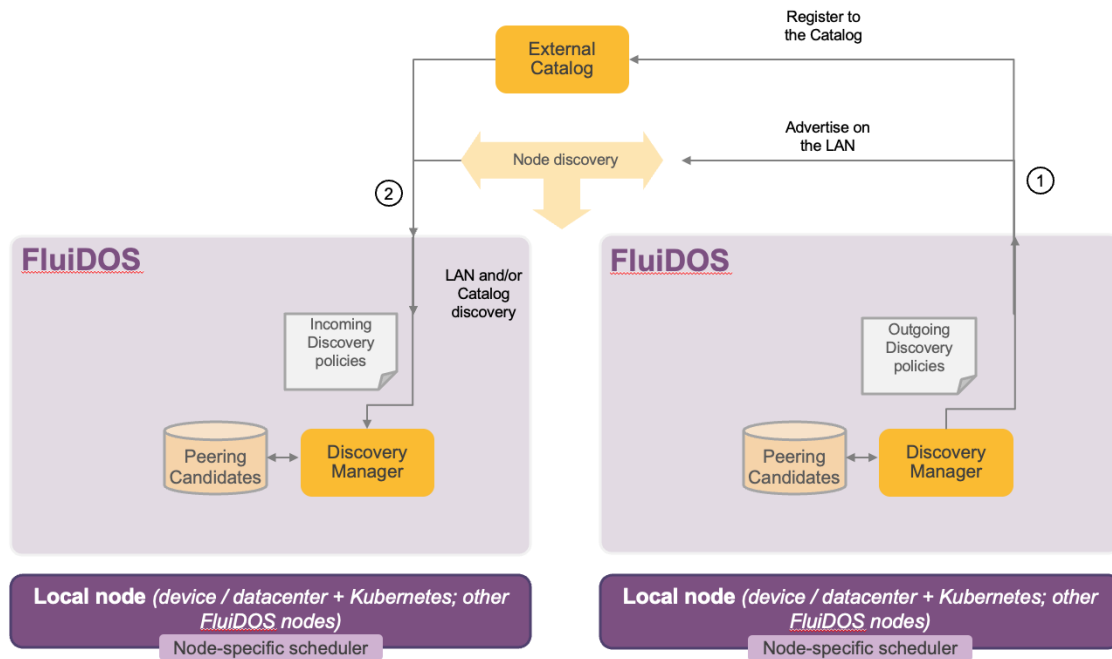 Register to
the Catalog
External
Catalog
Advertise on
the LAN
Node discovery
1
2
FluiDOS
LAN and/or
Catalog
discovery
Incoming
Discovery
policies
Peering
Candidates
Discovery
Manager
Local node (device / datacenter + Kubernetes; other
FluiDOS nodes)
Node-specific scheduler
FluiDOS
Outgoing
Discovery
policies
Peering
Candidates
Discovery
Manager
Local node (device / datacenter + Kubernetes; other
FluiDOS nodes)
Node-specific scheduler